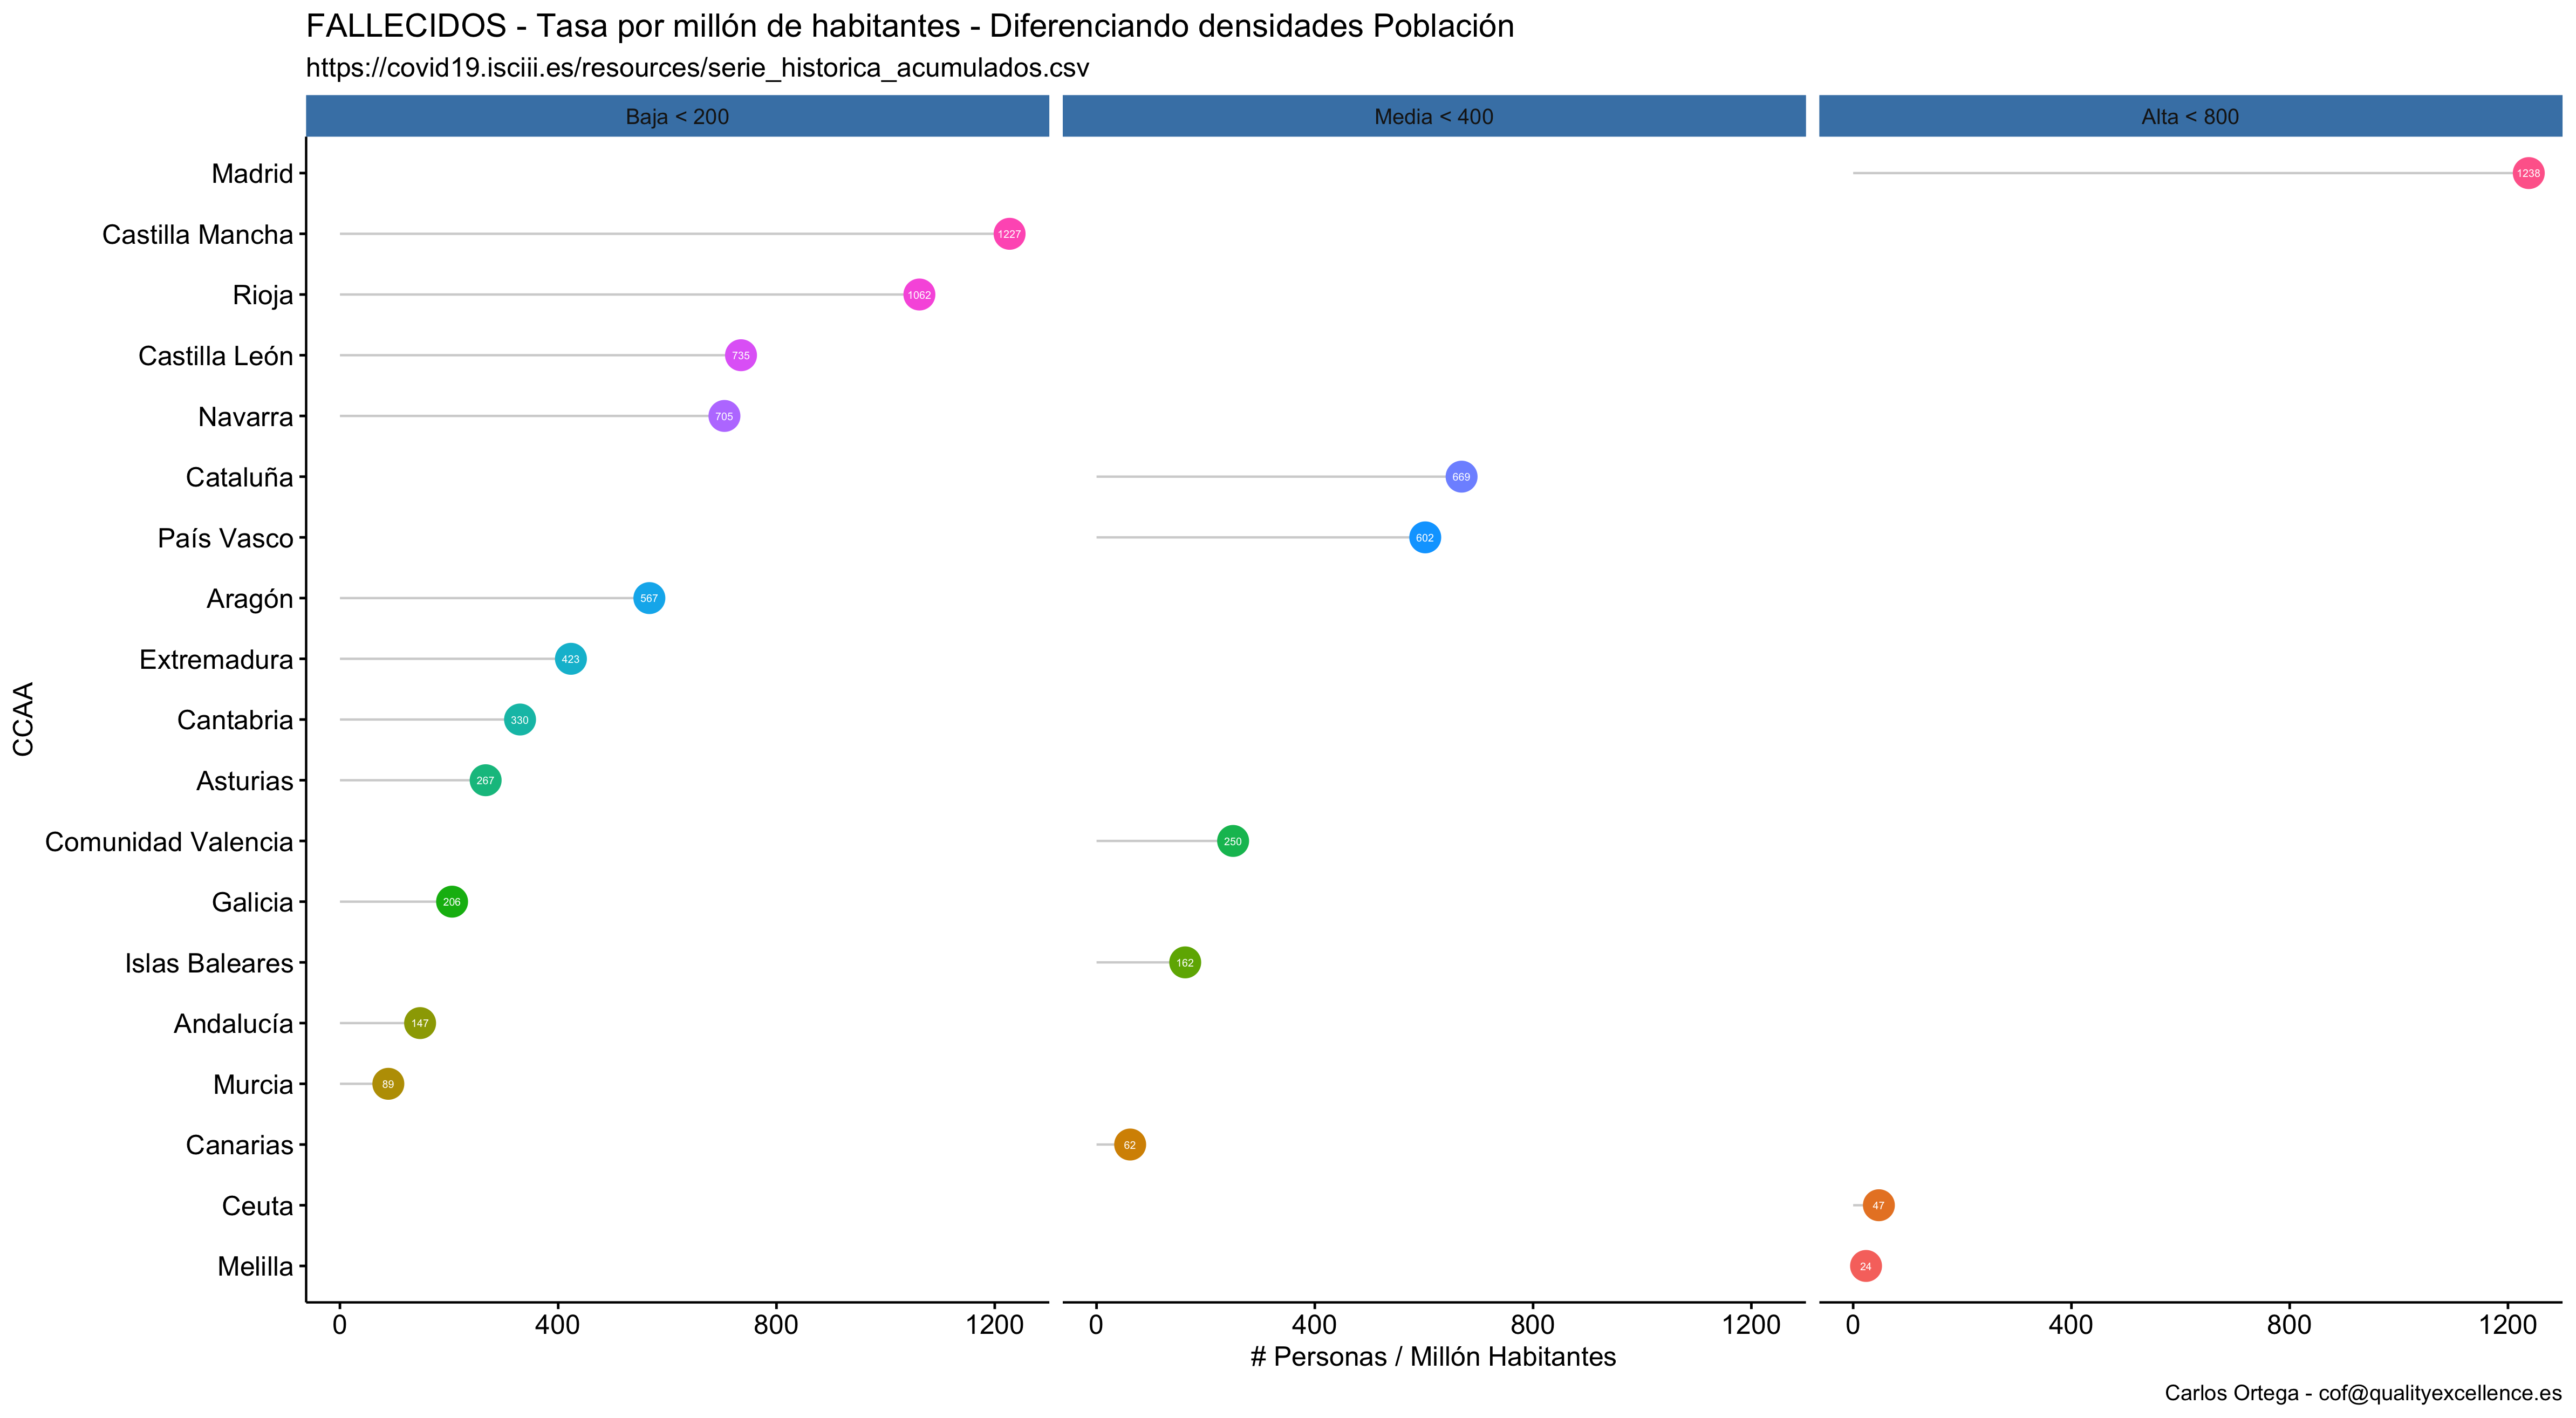 FALLECIDOS - Tasa por millón de habitantes - Diferenciando densidades Población
https://covid19.isciii.es/resources/serie_historica_acumulados.csv
Baja < 200 Media < 400 Alta < 800
Madrid 1238
Castilla Mancha 1227
Rioja 1062
Castilla León 735
Navarra 705
Cataluña 669
País Vasco 602
Aragón 567
Extremadura 423
Cantabria 330
Asturias 267
Comunidad Valencia 250
Galicia 206
Islas Baleares 162
Andalucía 147
Murcia 89
Canarias 62
Ceuta 47
Melilla 24
CCAA
0 400 800 1200 0 400 800 1200 0 400 800 1200
# Personas / Millón Habitantes
Carlos Ortega - cof@qualityexcellence.es